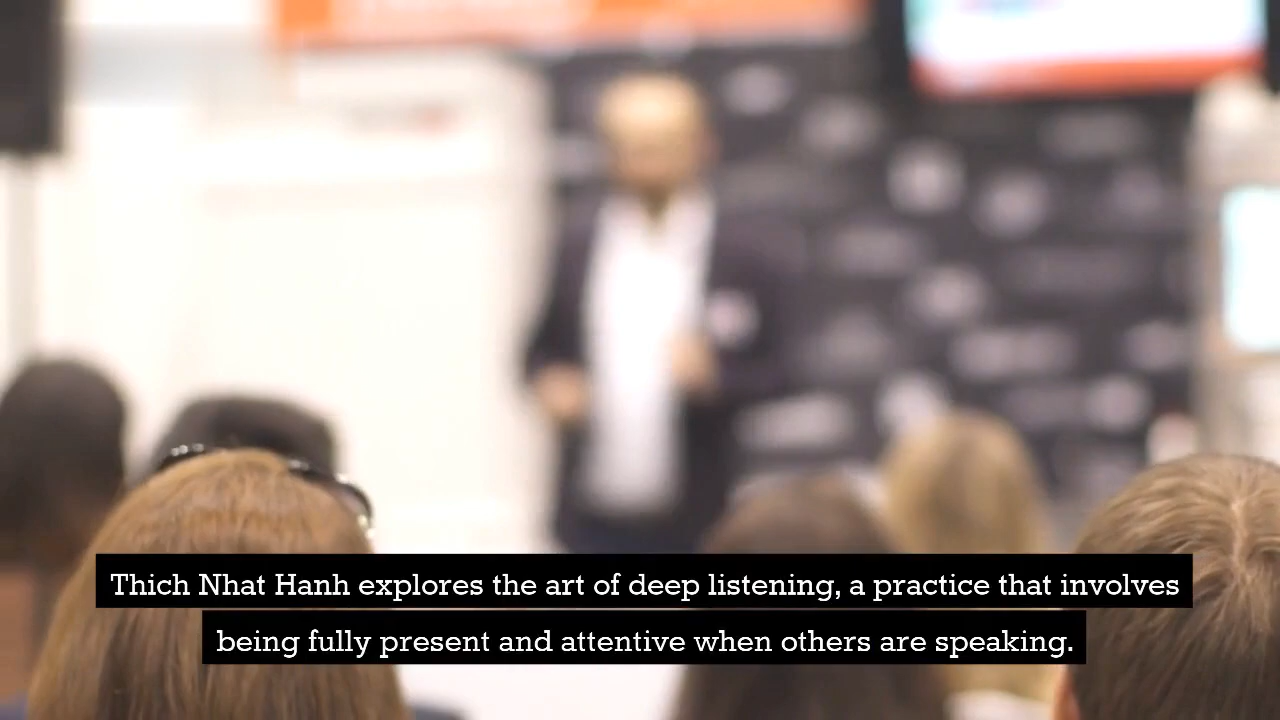 Thich Nhat Hanh explores the art of deep listening, a practice that involves
being fully present and attentive when others are speaking.